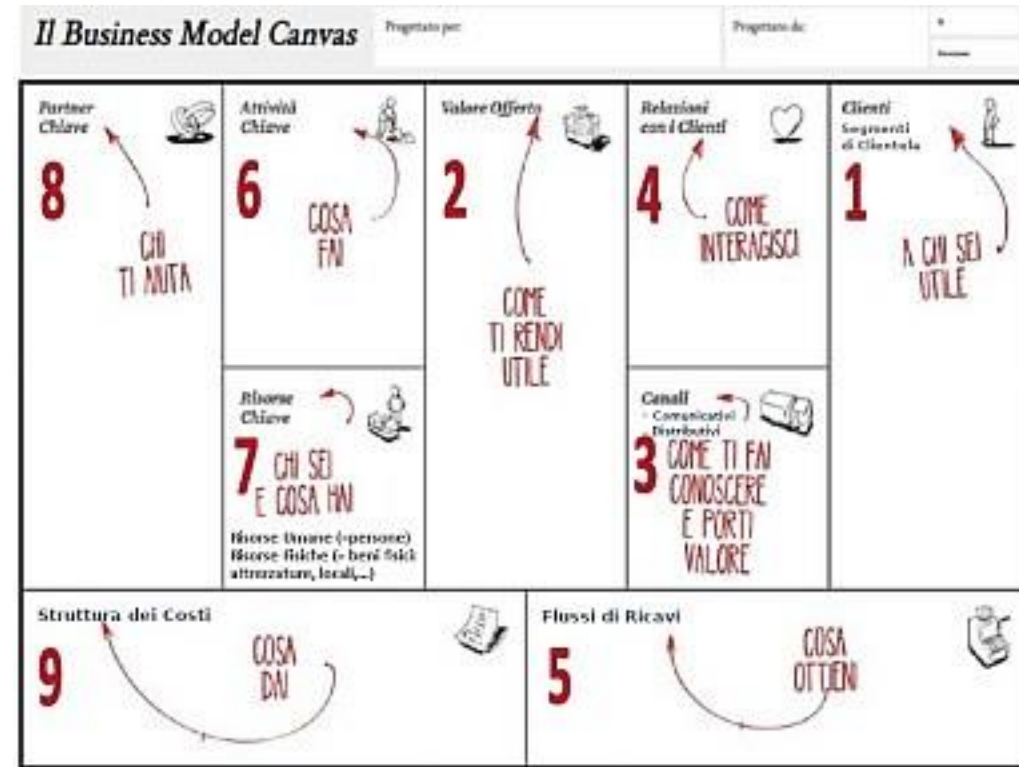 Il Business Model Canvas
Progettato per:
Progettato da:
Partner
Chiave
8
CHI
TI AIUTA
Attività
Chiave
6
COSA
FAI
Valore Offerto
2
COME
TI RENDI
UTILE
Relazioni
con i Clienti
4
COME
INTERAGISCI
Clienti
Segmenti
di Clientela
1
A CHI SEI
UTILE
Risorse
Chiave
7
CHI SEI
E COSA HAI
Risorse Umane (=persone)
Risorse Fisiche (= beni fisici:
attrezzature, locali,...)
Canali
- Comunicativi
- Distributivi
3
COME TI FAI
CONOSCERE
E PORTI
VALORE
Struttura dei Costi
9
COSA
DAI
Flussi di Ricavi
5
COSA
OTTIENI